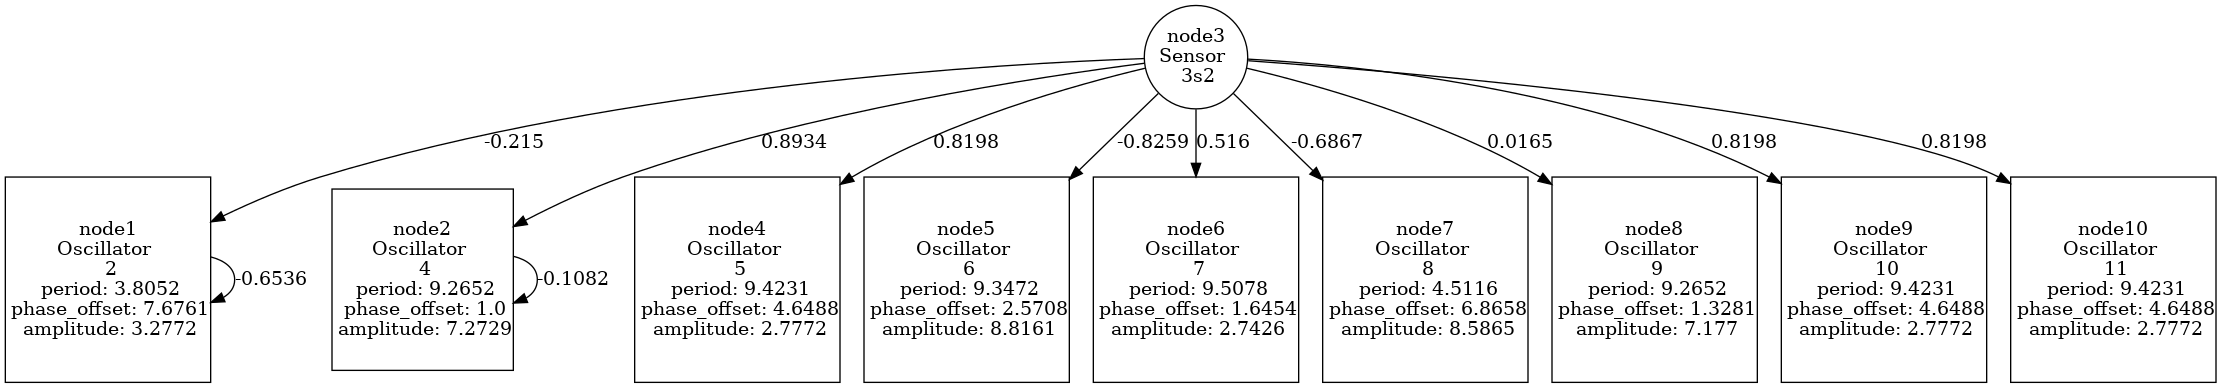 node3
Sensor
3s2
-0.215
0.8934
0.8198
-0.8259
0.516
-0.6867
0.0165
0.8198
0.8198
node1
Oscillator
2
period: 3.8052
phase_offset: 7.6761
amplitude: 3.2772
-0.6536
node2
Oscillator
4
period: 9.2652
phase_offset: 1.0
amplitude: 7.2729
-0.1082
node4
Oscillator
5
period: 9.4231
phase_offset: 4.6488
amplitude: 2.7772
node5
Oscillator
6
period: 9.3472
phase_offset: 2.5708
amplitude: 8.8161
node6
Oscillator
7
period: 9.5078
phase_offset: 1.6454
amplitude: 2.7426
node7
Oscillator
8
period: 4.5116
phase_offset: 6.8658
amplitude: 8.5865
node8
Oscillator
9
period: 9.2652
phase_offset: 1.3281
amplitude: 7.177
node9
Oscillator
10
period: 9.4231
phase_offset: 4.6488
amplitude: 2.7772
node10
Oscillator
11
period: 9.4231
phase_offset: 4.6488
amplitude: 2.7772